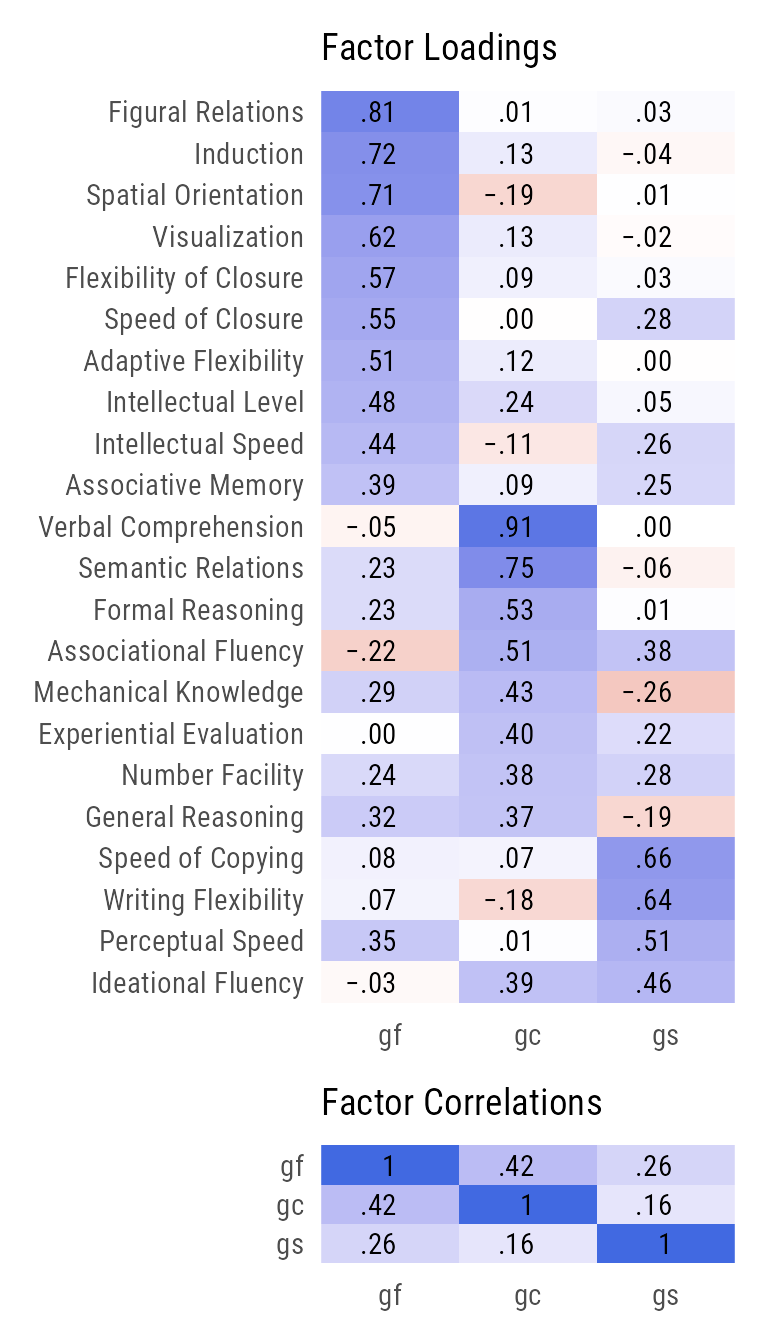 Factor Loadings
Figural Relations .81 .01 .03
Induction .72 .13 −.04
Spatial Orientation .71 −.19 .01
Visualization .62 .13 −.02
Flexibility of Closure .57 .09 .03
Speed of Closure .55 .00 .28
Adaptive Flexibility .51 .12 .00
Intellectual Level .48 .24 .05
Intellectual Speed .44 −.11 .26
Associative Memory .39 .09 .25
Verbal Comprehension −.05 .91 .00
Semantic Relations .23 .75 −.06
Formal Reasoning .23 .53 .01
Associational Fluency −.22 .51 .38
Mechanical Knowledge .29 .43 −.26
Experiential Evaluation .00 .40 .22
Number Facility .24 .38 .28
General Reasoning .32 .37 −.19
Speed of Copying .08 .07 .66
Writing Flexibility .07 −.18 .64
Perceptual Speed .35 .01 .51
Ideational Fluency −.03 .39 .46
gf gc gs
Factor Correlations
gf 1 .42 .26
gc .42 1 .16
gs .26 .16 1
gf gc gs